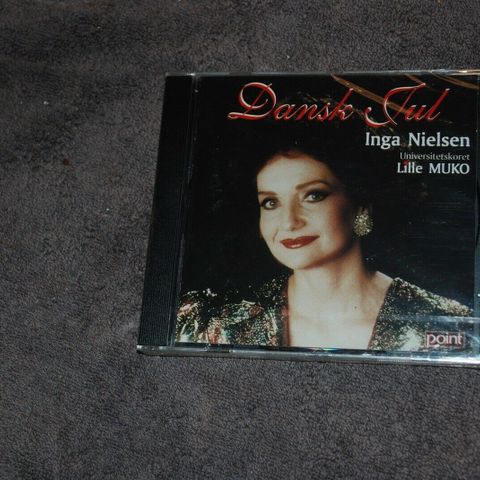 Dansk Jul
Inga Nielsen
Universitetskoret
Lille MUKO
point